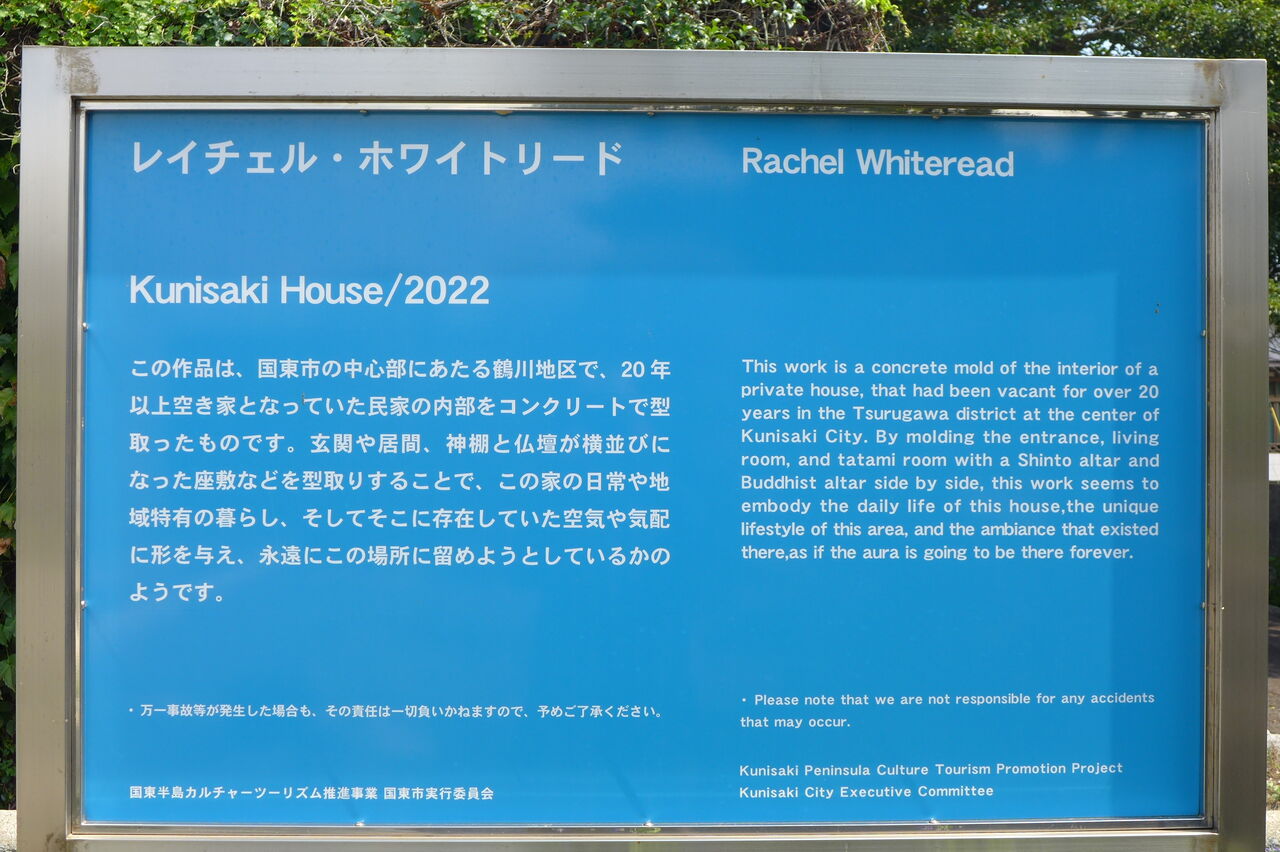 レイチェル・ホワイトリード
Rachel Whiteread
Kunisaki House/2022
この作品は、国東市の中心部にあたる鶴川地区で、20 年
以上空き家となっていた民家の内部をコンクリートで型
取ったものです。玄関や居間、神棚と仏壇が横並びに
なった座敷などを型取りすることで、この家の日常や地
域特有の暮らし、そしてそこに存在していた空気や気配
に形を与え、永遠にこの場所に留めようとしているかの
ようです。
This work is a concrete mold of the interior of a
private house, that had been vacant for over 20
years in the Tsurugawa district at the center of
Kunisaki City. By molding the entrance, living
room, and tatami room with a Shinto altar and
Buddhist altar side by side, this work seems to
embody the daily life of this house,the unique
lifestyle of this area, and the ambiance that existed
there,as if the aura is going to be there forever.
・万一事故等が発生した場合も、その責任は一切負いかねますので、予めご了承ください。
・Please note that we are not responsible for any accidents
that may occur.
国東半島カルチャーツーリズム推進事業 国東市実行委員会
Kunisaki Peninsula Culture Tourism Promotion Project
Kunisaki City Executive Committee